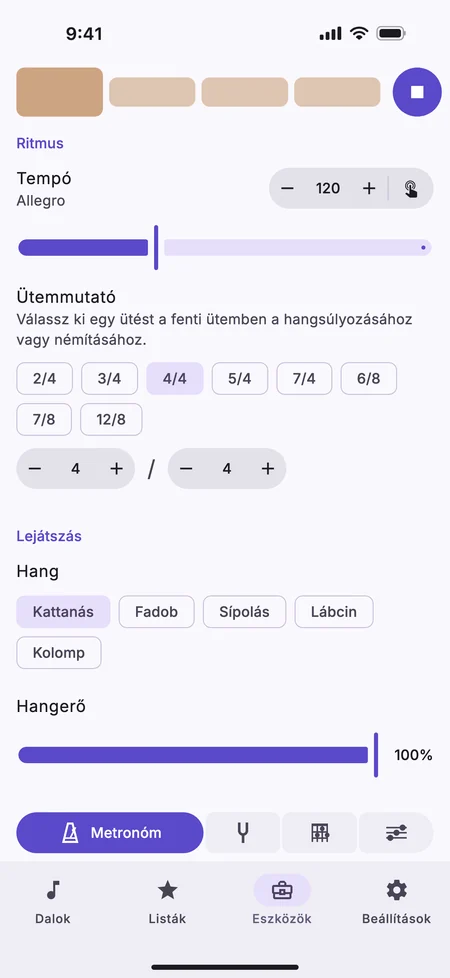 9:41
Ritmus
Tempó
Allegro
120
Ütemmutató
Válassz ki egy ütést a fenti ütemben a hangsúlyozásához
vagy némításához.
2/4 3/4 4/4 5/4 7/4 6/8
7/8 12/8
4 / 4
Lejátszás
Hang
Kattanás Fadob Sípolás Lábcin
Kolomp
Hangerő
100%
Metronóm
Dalok Listák Eszközök Beállítások